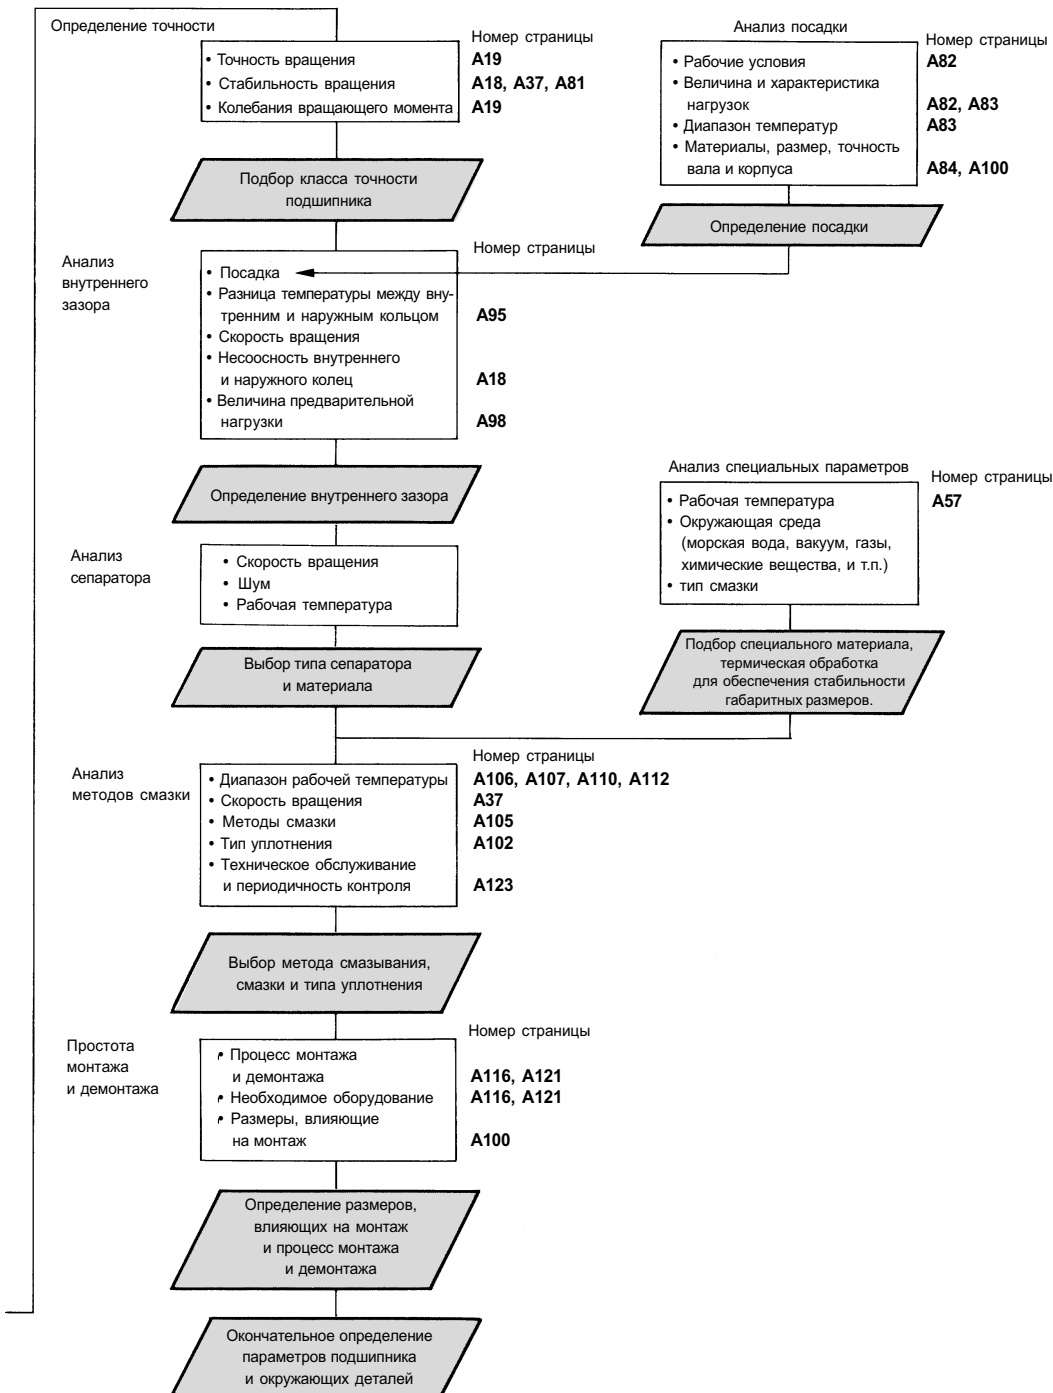 Определение точности
Номер страницы
• Точность вращения A19
• Стабильность вращения A18, A37, A81
• Колебания вращающего момента A19
Подбор класса точности
подшипника
Анализ посадки
Номер страницы
• Рабочие условия A82
• Величина и характеристика
нагрузок A82, A83
• Диапазон температур A83
• Материалы, размер, точность
вала и корпуса A84, A100
Определение посадки
Анализ
внутреннего
зазора
Номер страницы
• Посадка
• Разница температуры между вну-
тренним и наружным кольцом A95
• Скорость вращения
• Несоосность внутреннего
и наружного колец A18
• Величина предварительной
нагрузки A98
Определение внутреннего зазора
Анализ
сепаратора
• Скорость вращения
• Шум
• Рабочая температура
Выбор типа сепаратора
и материала
Анализ специальных параметров
Номер страницы
• Рабочая температура A57
• Окружающая среда
(морская вода, вакуум, газы,
химические вещества, и т.п.)
• тип смазки
Подбор специального материала,
термическая обработка
для обеспечения стабильности
габаритных размеров.
Анализ
методов смазки
Номер страницы
• Диапазон рабочей температуры A106, A107, A110, A112
• Скорость вращения A37
• Методы смазки A105
• Тип уплотнения A102
• Техническое обслуживание
и периодичность контроля A123
Выбор метода смазывания,
смазки и типа уплотнения
Простота
монтажа
и демонтажа
Номер страницы
• Процесс монтажа
и демонтажа A116, A121
• Необходимое оборудование A116, A121
• Размеры, влияющие
на монтаж A100
Определение размеров,
влияющих на монтаж
и процесс монтажа
и демонтажа
Окончательное определение
параметров подшипника
и окружающих деталей